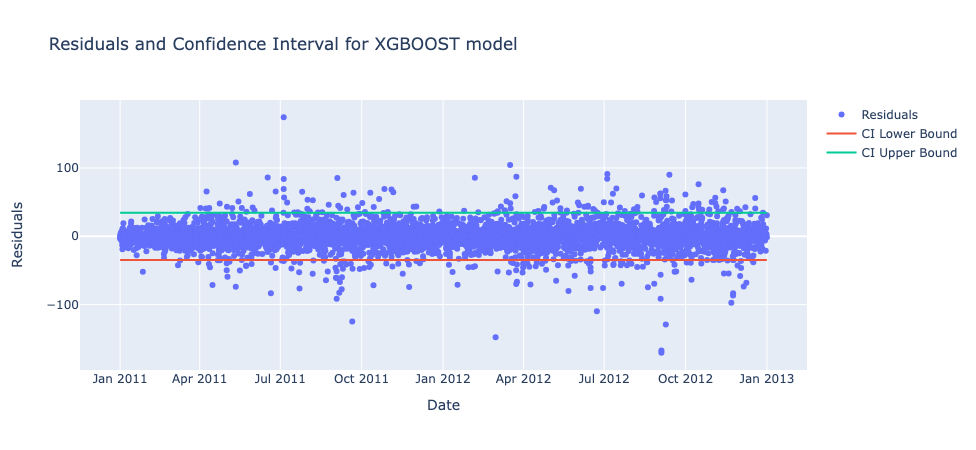 Residuals and Confidence Interval for XGBOOST model
Residuals
CI Lower Bound
CI Upper Bound
100
0
−100
Residuals
Jan 2011 Apr 2011 Jul 2011 Oct 2011 Jan 2012 Apr 2012 Jul 2012 Oct 2012 Jan 2013
Date